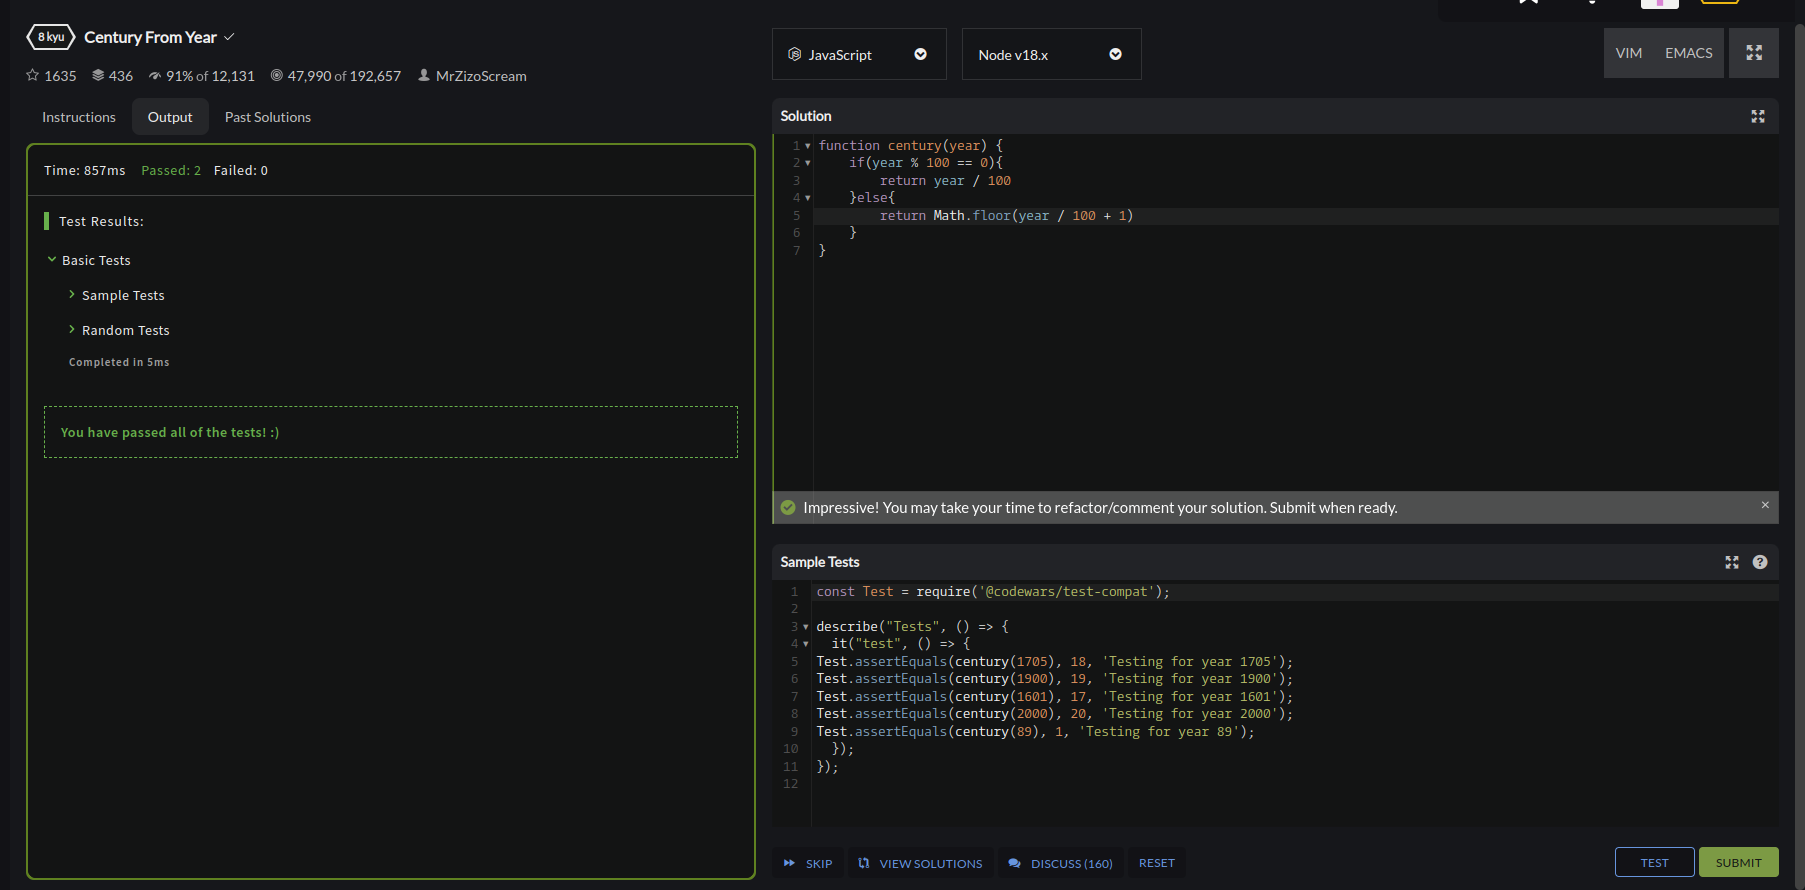 8 kyu Century From Year
1635 436 91% of 12,131 47,990 of 192,657 MrZizoScream
Instructions Output Past Solutions
Time: 857ms Passed: 2 Failed: 0
Test Results:
Basic Tests
Sample Tests
Random Tests
Completed in 5ms
You have passed all of the tests! :)
JavaScript Node v18.x VIM EMACS
Solution
1 function century(year) {
2 if(year % 100 == 0){
3 return year / 100
4 }else{
5 return Math.floor(year / 100 + 1)
6 }
7 }
Impressive! You may take your time to refactor/comment your solution. Submit when ready. ×
Sample Tests
1 const Test = require('@codewars/test-compat');
2
3 describe("Tests", () => {
4 it("test", () => {
5 Test.assertEquals(century(1705), 18, 'Testing for year 1705');
6 Test.assertEquals(century(1900), 19, 'Testing for year 1900');
7 Test.assertEquals(century(1601), 17, 'Testing for year 1601');
8 Test.assertEquals(century(2000), 20, 'Testing for year 2000');
9 Test.assertEquals(century(89), 1, 'Testing for year 89');
10 });
11 });
12
SKIP VIEW SOLUTIONS DISCUSS (160) RESET TEST SUBMIT